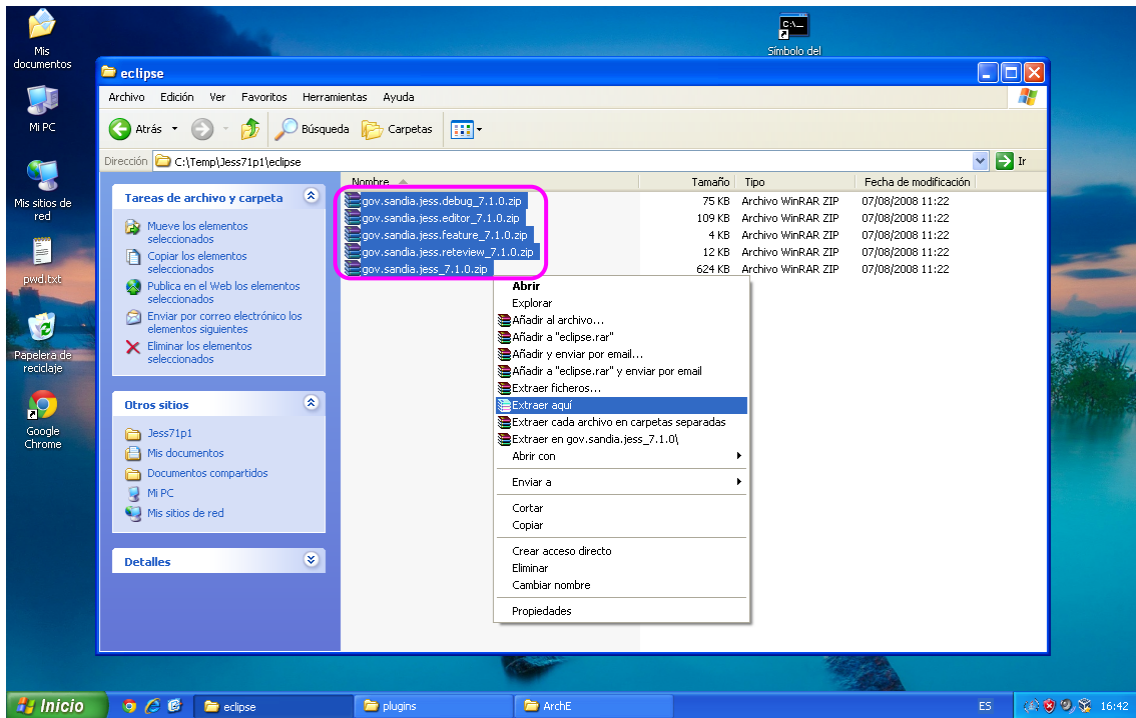 Mis
documentos
Símbolo del
eclipse
Archivo Edición Ver Favoritos Herramientas Ayuda
Mi PC
Atrás Búsqueda Carpetas
Dirección C:\Temp\Jess71p1\eclipse Ir
Nombre Tamaño Tipo Fecha de modificación
Tareas de archivo y carpeta
Mueve los elementos
seleccionados
Copiar los elementos
seleccionados
Publica en el Web los elementos
seleccionados
Enviar por correo electrónico los
elementos siguientes
Eliminar los elementos
seleccionados
Otros sitios
Jess71p1
Mis documentos
Documentos compartidos
Mi PC
Mis sitios de red
Detalles
gov.sandia.jess.debug_7.1.0.zip 75 KB Archivo WinRAR ZIP 07/08/2008 11:22
gov.sandia.jess.editor_7.1.0.zip 109 KB Archivo WinRAR ZIP 07/08/2008 11:22
gov.sandia.jess.feature_7.1.0.zip 4 KB Archivo WinRAR ZIP 07/08/2008 11:22
gov.sandia.jess.reteview_7.1.0.zip 12 KB Archivo WinRAR ZIP 07/08/2008 11:22
gov.sandia.jess_7.1.0.zip 624 KB Archivo WinRAR ZIP 07/08/2008 11:22
Abrir
Explorar
Añadir al archivo...
Añadir a "eclipse.rar"
Añadir y enviar por email...
Añadir a "eclipse.rar" y enviar por email
Extraer ficheros...
Extraer aquí
Extraer cada archivo en carpetas separadas
Extraer en gov.sandia.jess_7.1.0\
Abrir con
Enviar a
Cortar
Copiar
Crear acceso directo
Eliminar
Cambiar nombre
Propiedades
Mis sitios de
red
pwd.txt
Papelera de
reciclaje
Google
Chrome
Inicio eclipse plugins ArchE ES 16:42
C:\_